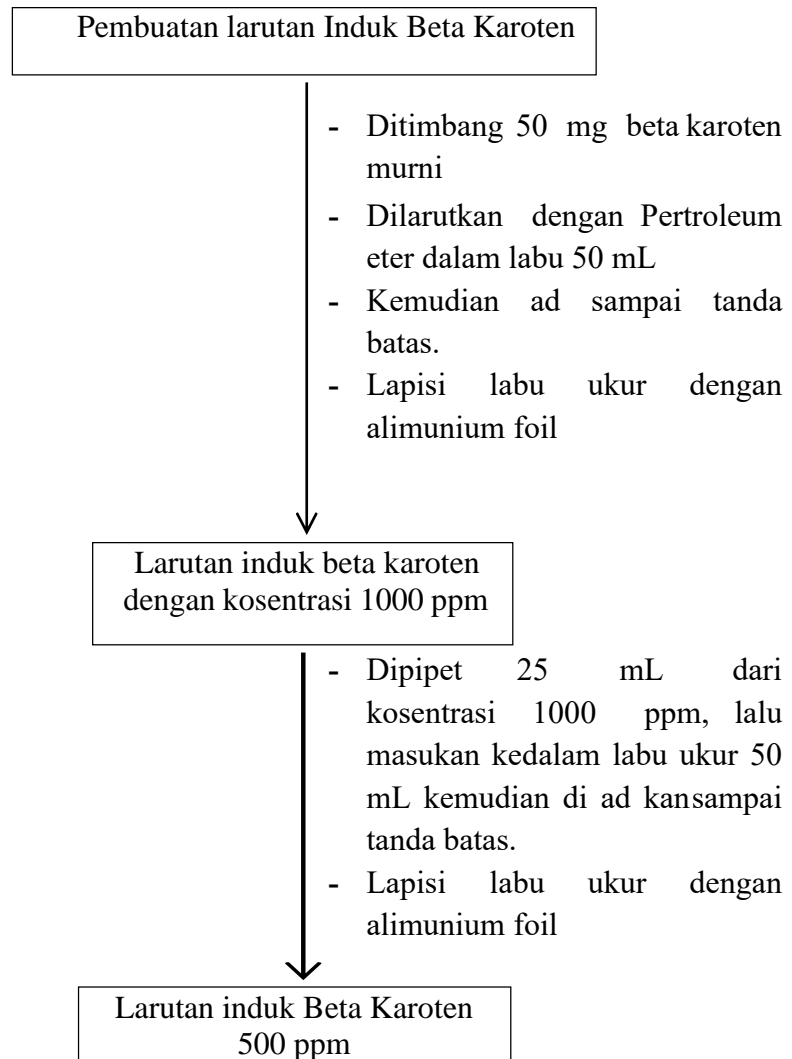 Pembuatan larutan Induk Beta Karoten
- Ditimbang 50 mg beta karoten
murni
- Dilarutkan dengan Pertroleum
eter dalam labu 50 mL
- Kemudian ad sampai tanda
batas.
- Lapisi labu ukur dengan
alimunium foil
Larutan induk beta karoten
dengan kosentrasi 1000 ppm
- Dipipet 25 mL dari
kosentrasi 1000 ppm, lalu
masukan kedalam labu ukur 50
mL kemudian di ad kansampai
tanda batas.
- Lapisi labu ukur dengan
alimunium foil
Larutan induk Beta Karoten
500 ppm